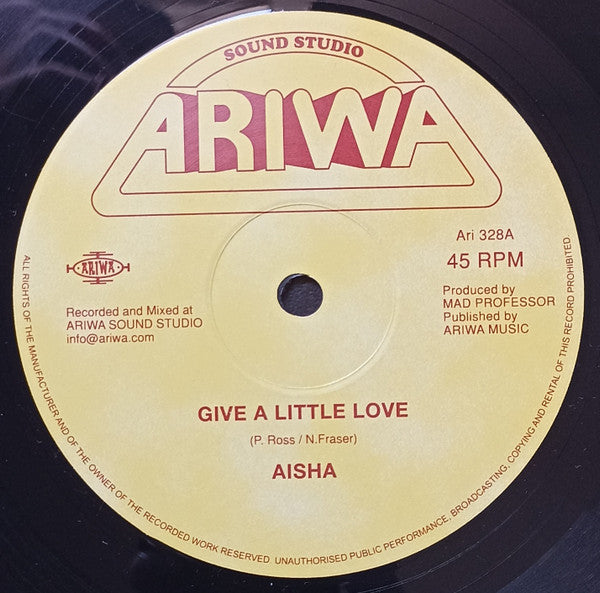 SOUND STUDIO
ARIWA
Ari 328A
45 RPM
ARIWA
Recorded and Mixed at
ARIWA SOUND STUDIO
info@ariwa.com
Produced by
MAD PROFESSOR
Published by
ARIWA MUSIC
GIVE A LITTLE LOVE
(P. Ross / N.Fraser)
AISHA
ALL RIGHTS OF THE MANUFACTURER AND OF THE OWNER OF THE RECORDED WORK RESERVED. UNAUTHORISED PUBLIC PERFORMANCE, BROADCASTING, COPYING AND RENTAL OF THIS RECORD PROHIBITED